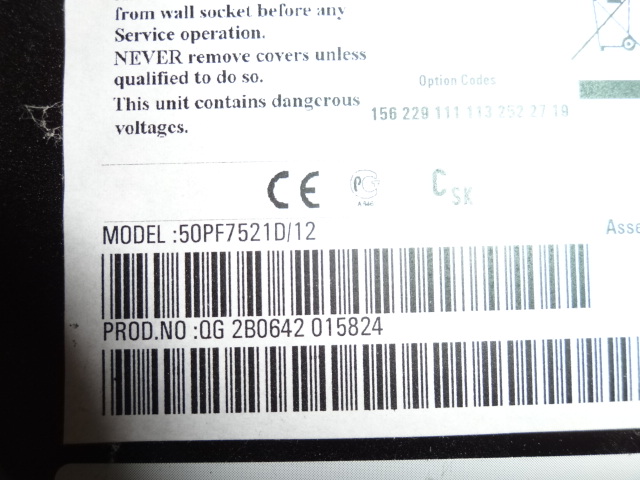 from wall socket before any
Service operation.
NEVER remove covers unless
qualified to do so.
This unit contains dangerous
voltages.
Option Codes
156 229 111 113 252 27 19
CE
C SK
MODEL :50PF7521D/12
Asse
PROD.NO :QG 2B0642 015824